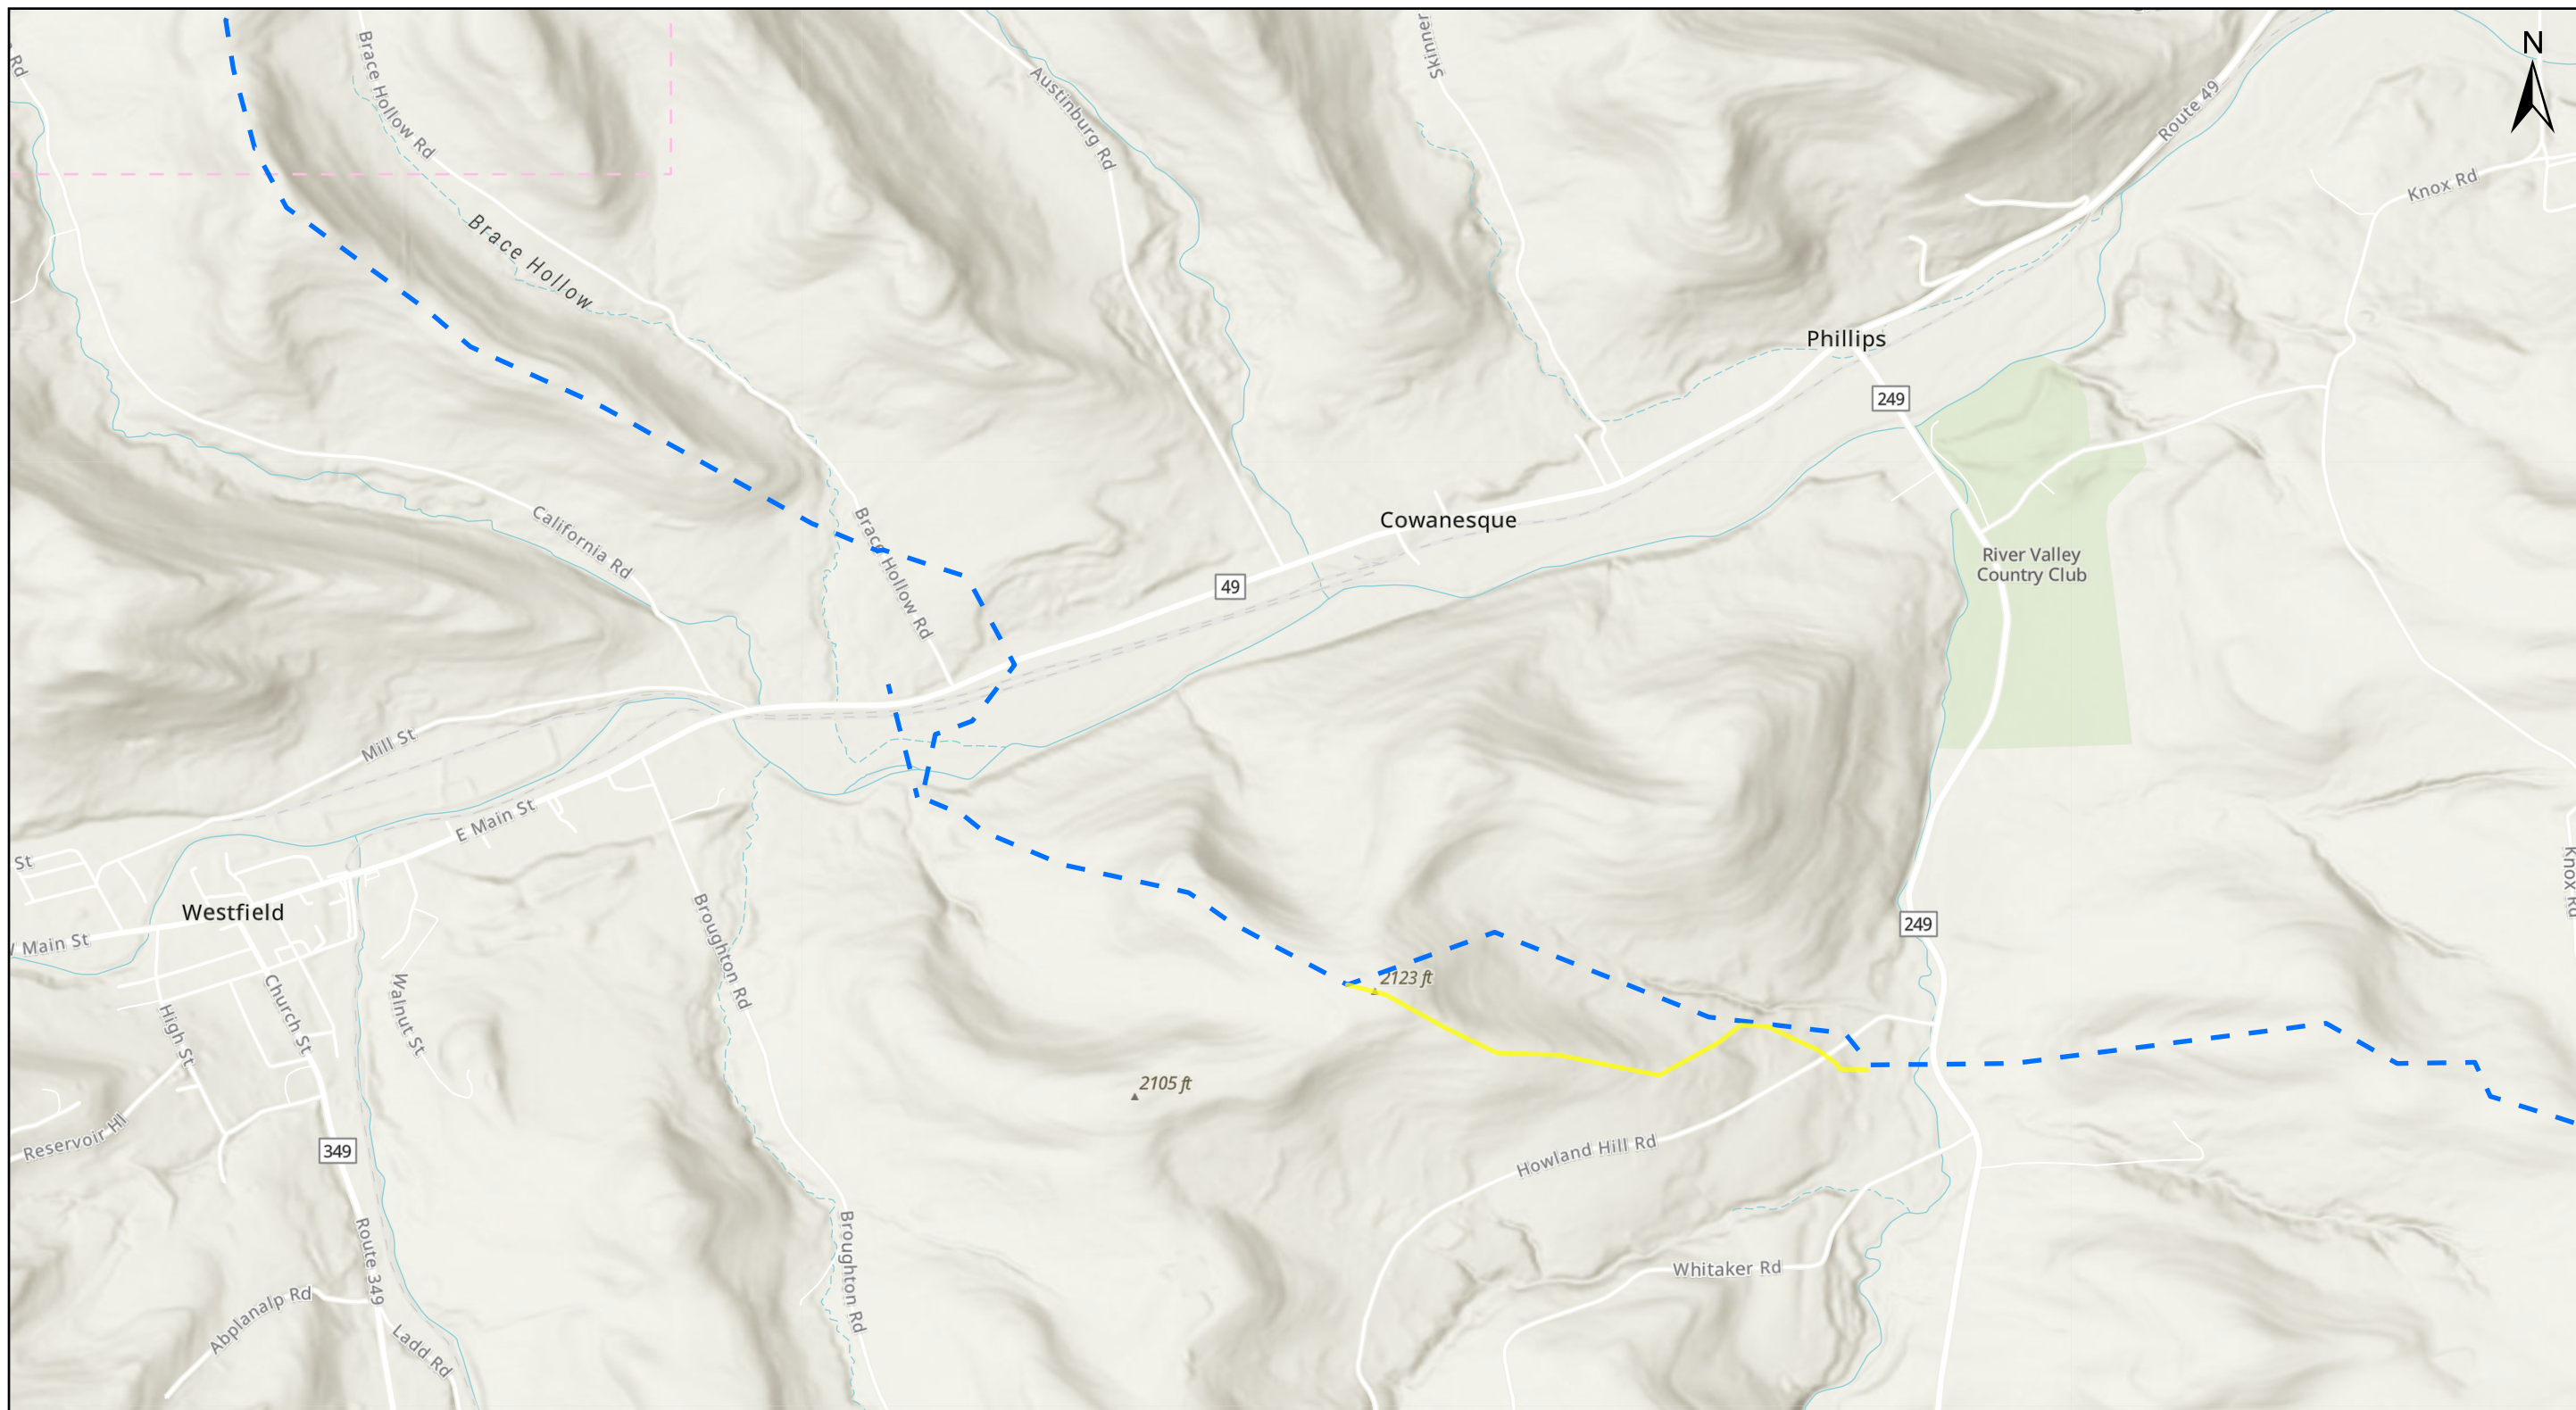 N
Rd
Brace Hollow Rd
Austinburg Rd
Skinner
Route 49
Knox Rd
Brace Hollow
Phillips
249
California Rd
Brace Hollow Rd
Cowanesque
River Valley
Country Club
49
Mill St
E Main St
St
Westfield
W Main St
Broughton Rd
Knox Rd
249
2123 ft
High St
Church St
Walnut St
2105 ft
Reservoir Hl
349
Howland Hill Rd
Route 349
Broughton Rd
Whitaker Rd
Abplanalp Rd
Ladd Rd